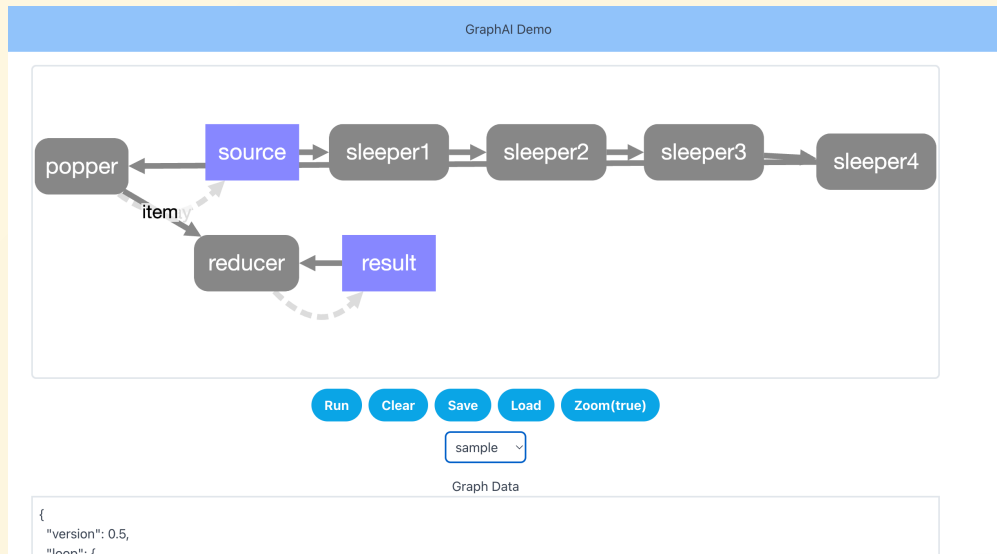 GraphAI Demo
source
sleeper1
sleeper2
sleeper3
sleeper4
popper
item
reducer
result
Run
Clear
Save
Load
Zoom(true)
sample
Graph Data
{
"version": 0.5,
"loop": {